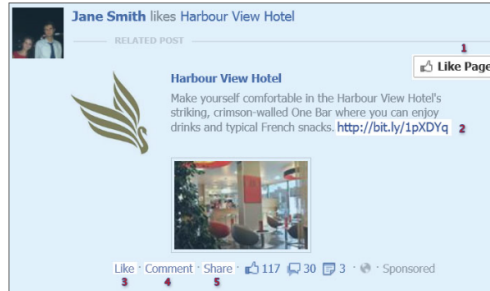 Jane Smith likes Harbour View Hotel
RELATED POST
1
Like Page
Harbour View Hotel
Make yourself comfortable in the Harbour View Hotel's
striking, crimson-walled One Bar where you can enjoy
drinks and typical French snacks. http://bit.ly/1pXDYq 2
Like · Comment · Share · 117 30 3 · Sponsored
3 4 5